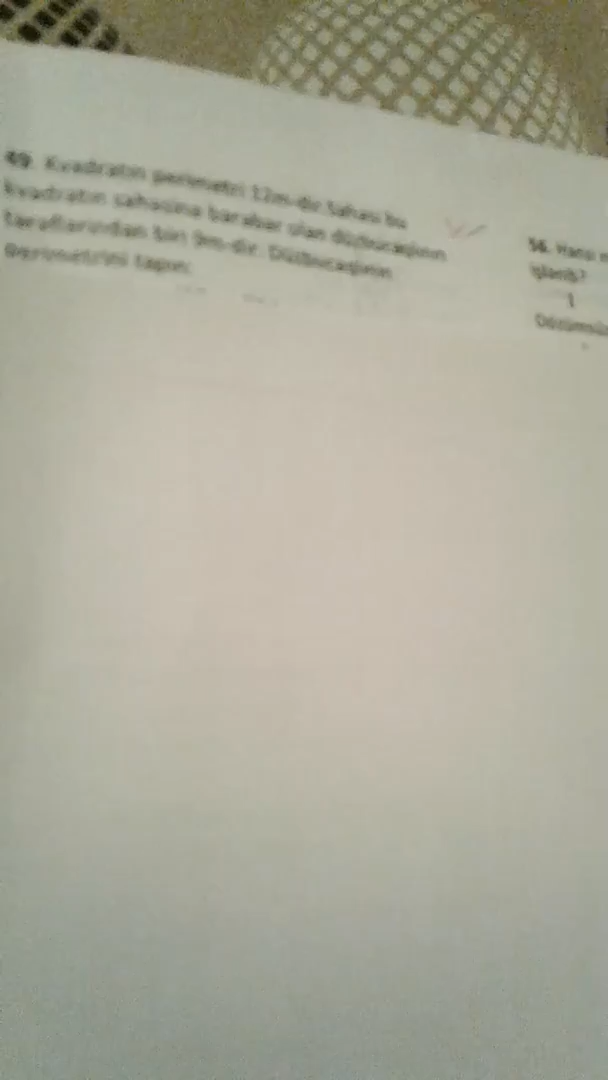 49. Kvadratın perimetri 12m-dir. Sahəsi bu
kvadratın sahəsinə bərabər olan düzbucaqlının
tərəflərindən biri 9m-dir. Düzbucaqlının
perimetrini tapın.
56. Hansı
1